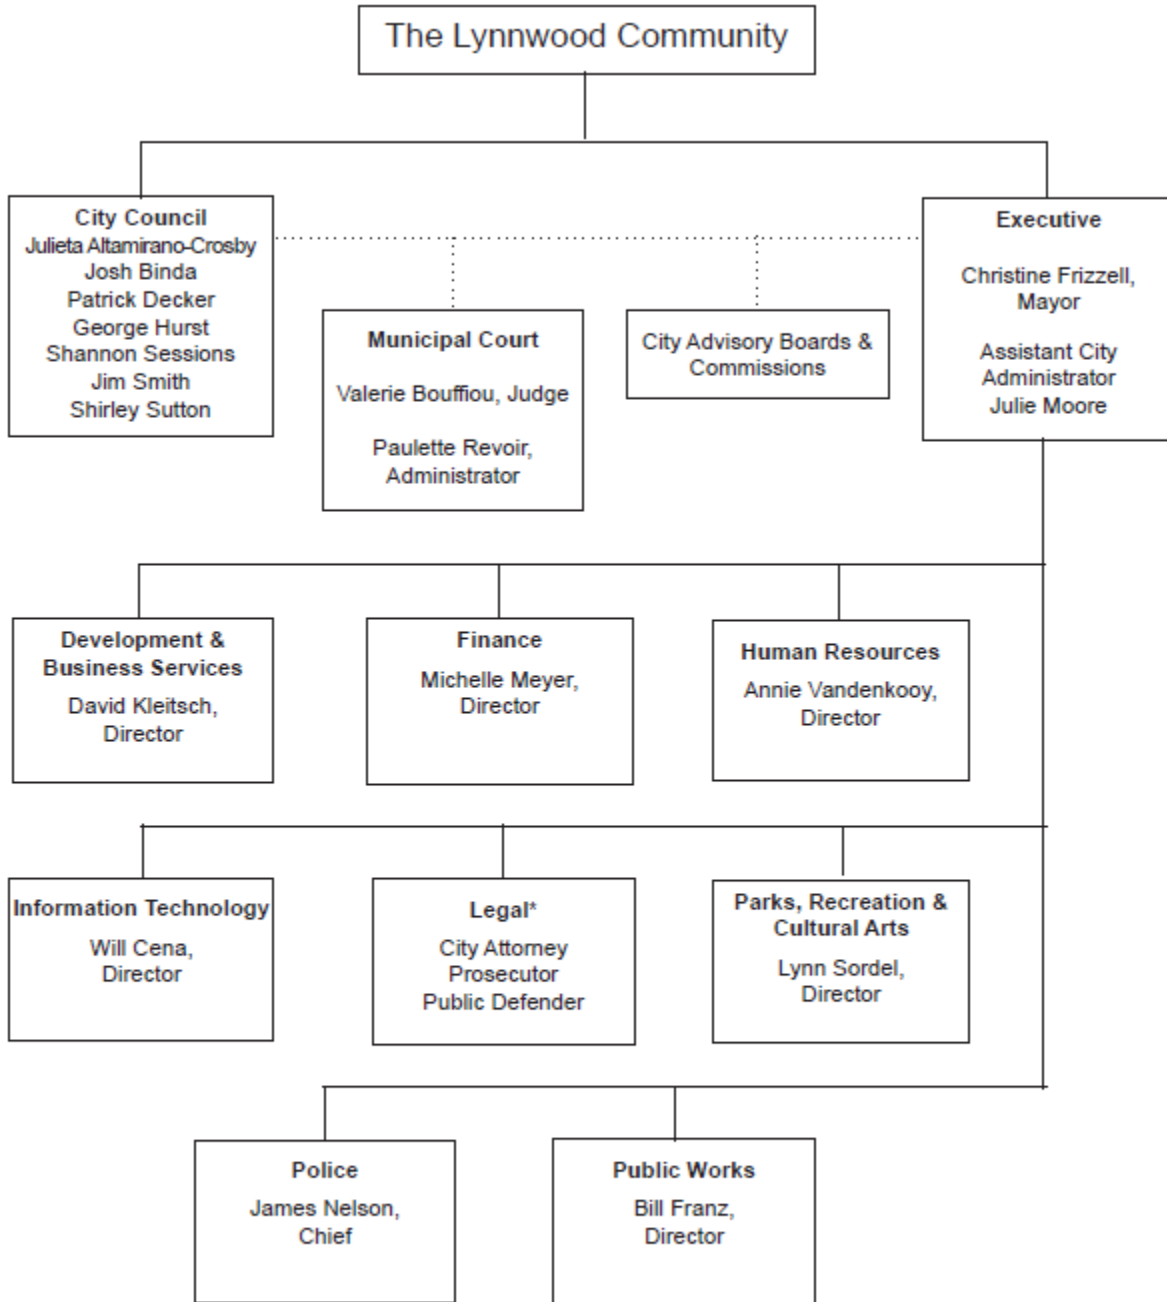 The Lynnwood Community
City Council
Julieta Altamirano-Crosby
Josh Binda
Patrick Decker
George Hurst
Shannon Sessions
Jim Smith
Shirley Sutton
Municipal Court
Valerie Bouffiou, Judge
Paulette Revoir,
Administrator
City Advisory Boards &
Commissions
Executive
Christine Frizzell,
Mayor
Assistant City
Administrator
Julie Moore
Development &
Business Services
David Kleitsch,
Director
Finance
Michelle Meyer,
Director
Human Resources
Annie Vandenkooy,
Director
Information Technology
Will Cena,
Director
Legal*
City Attorney
Prosecutor
Public Defender
Parks, Recreation &
Cultural Arts
Lynn Sordel,
Director
Police
James Nelson,
Chief
Public Works
Bill Franz,
Director